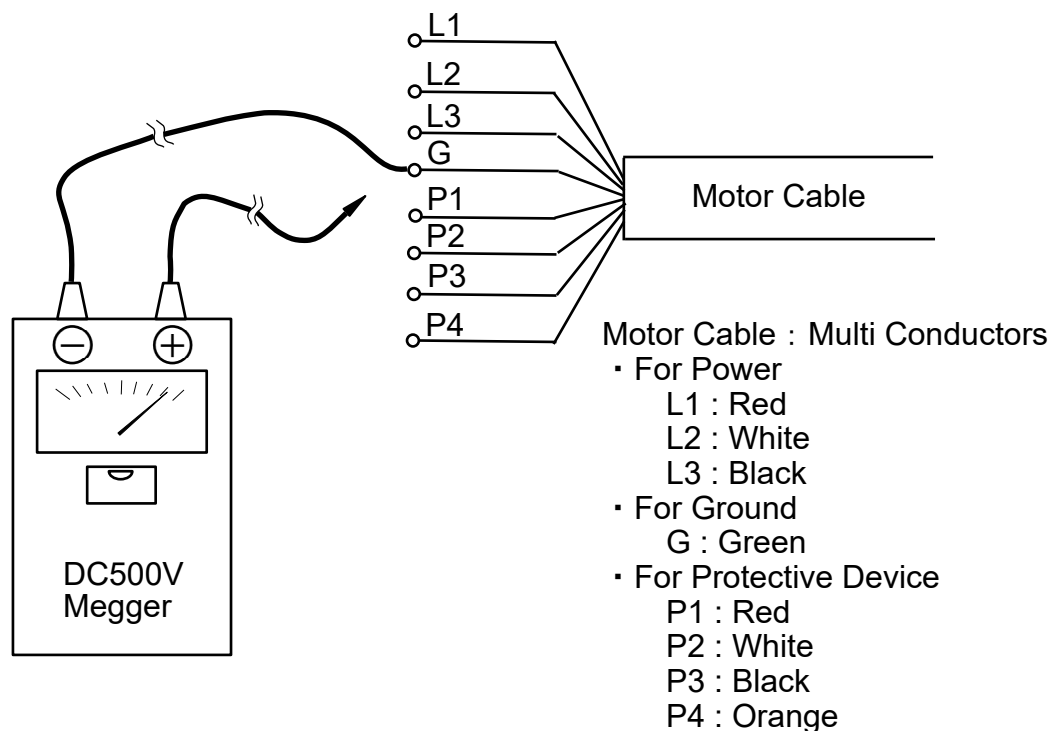 L1
L2
L3
G
P1
P2
P3
P4
Motor Cable
− +
DC500V
Megger
Motor Cable : Multi Conductors
・For Power
L1 : Red
L2 : White
L3 : Black
・For Ground
G : Green
・For Protective Device
P1 : Red
P2 : White
P3 : Black
P4 : Orange